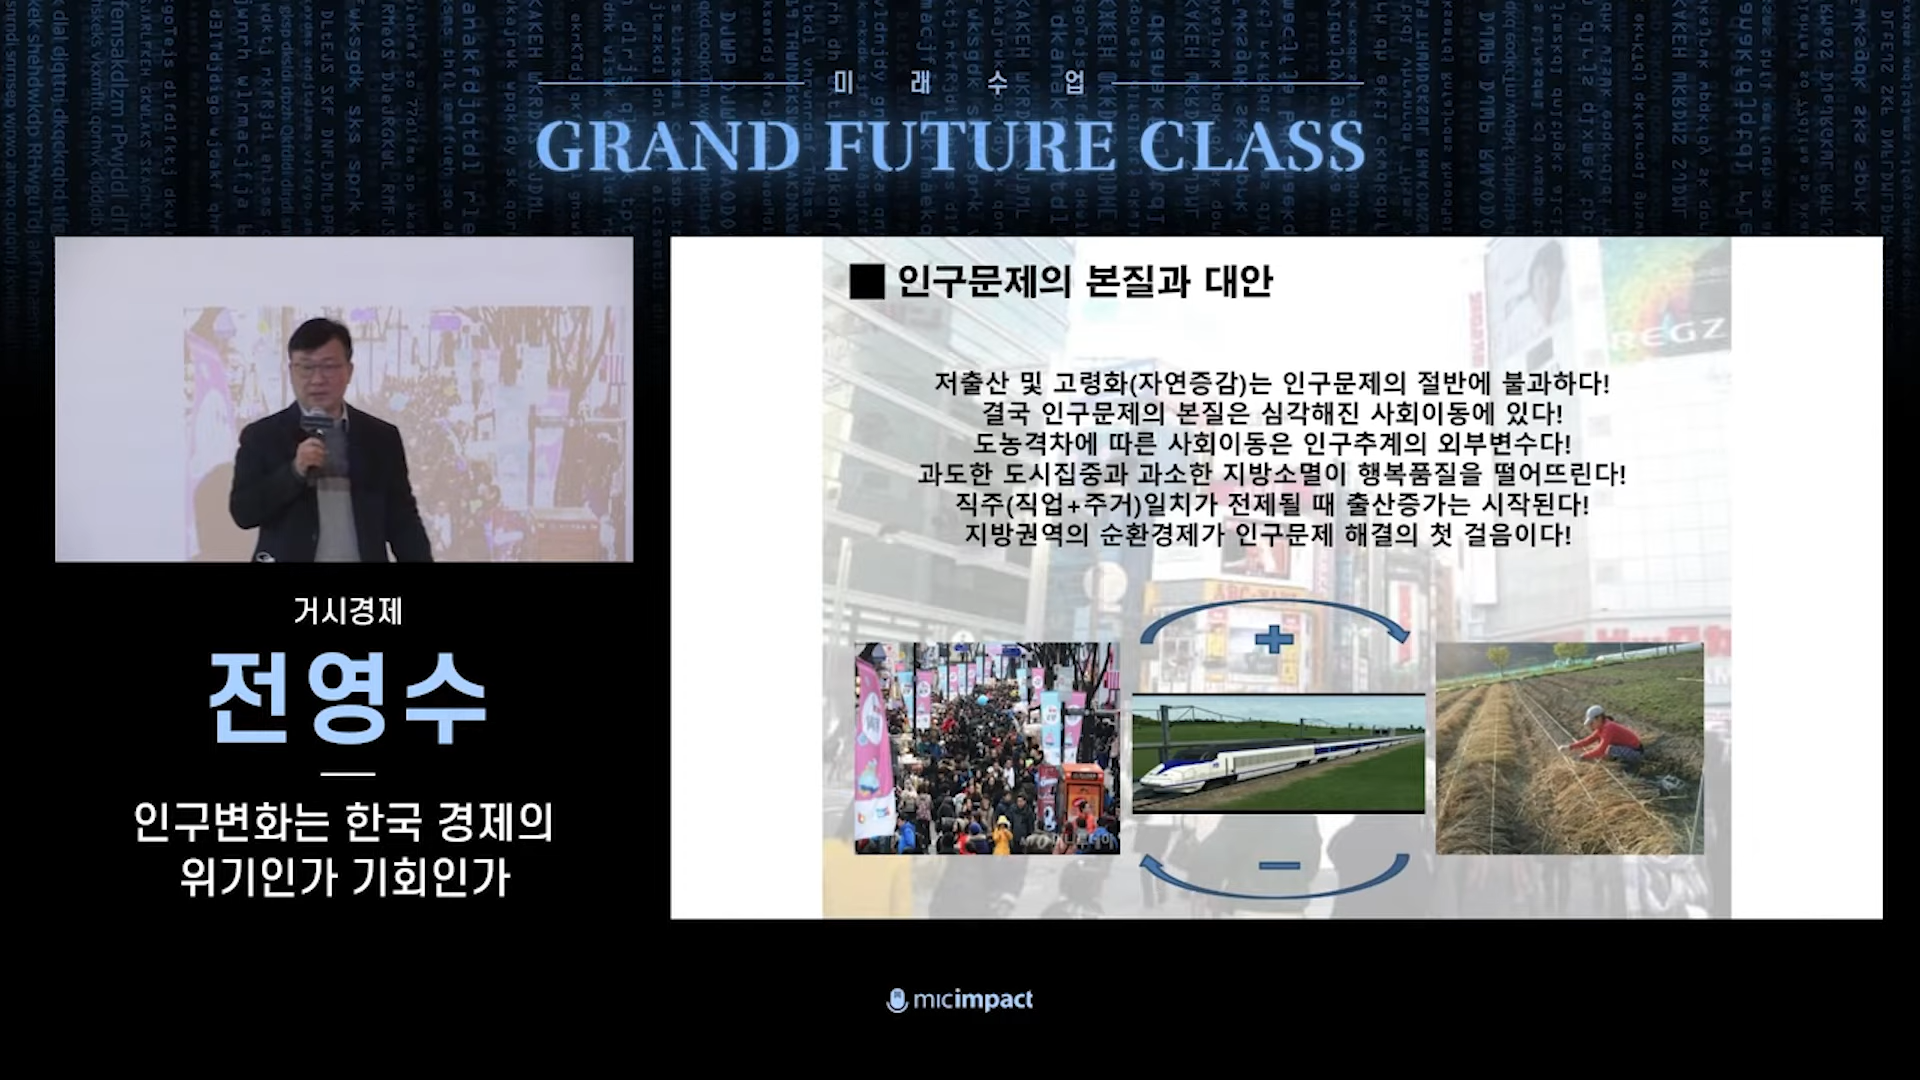 미래수업
GRAND FUTURE CLASS
■ 인구문제의 본질과 대안
저출산 및 고령화(자연증감)는 인구문제의 절반에 불과하다!
결국 인구문제의 본질은 심각해진 사회이동에 있다!
도농격차에 따른 사회이동은 인구추계의 외부변수다!
과도한 도시집중과 과소한 지방소멸이 행복품질을 떨어뜨린다!
직주(직업+주거)일치가 전제될 때 출산증가는 시작된다!
지방권역의 순환경제가 인구문제 해결의 첫 걸음이다!
REGZ
+
−
거시경제
전영수
인구변화는 한국 경제의
위기인가 기회인가
micimpact